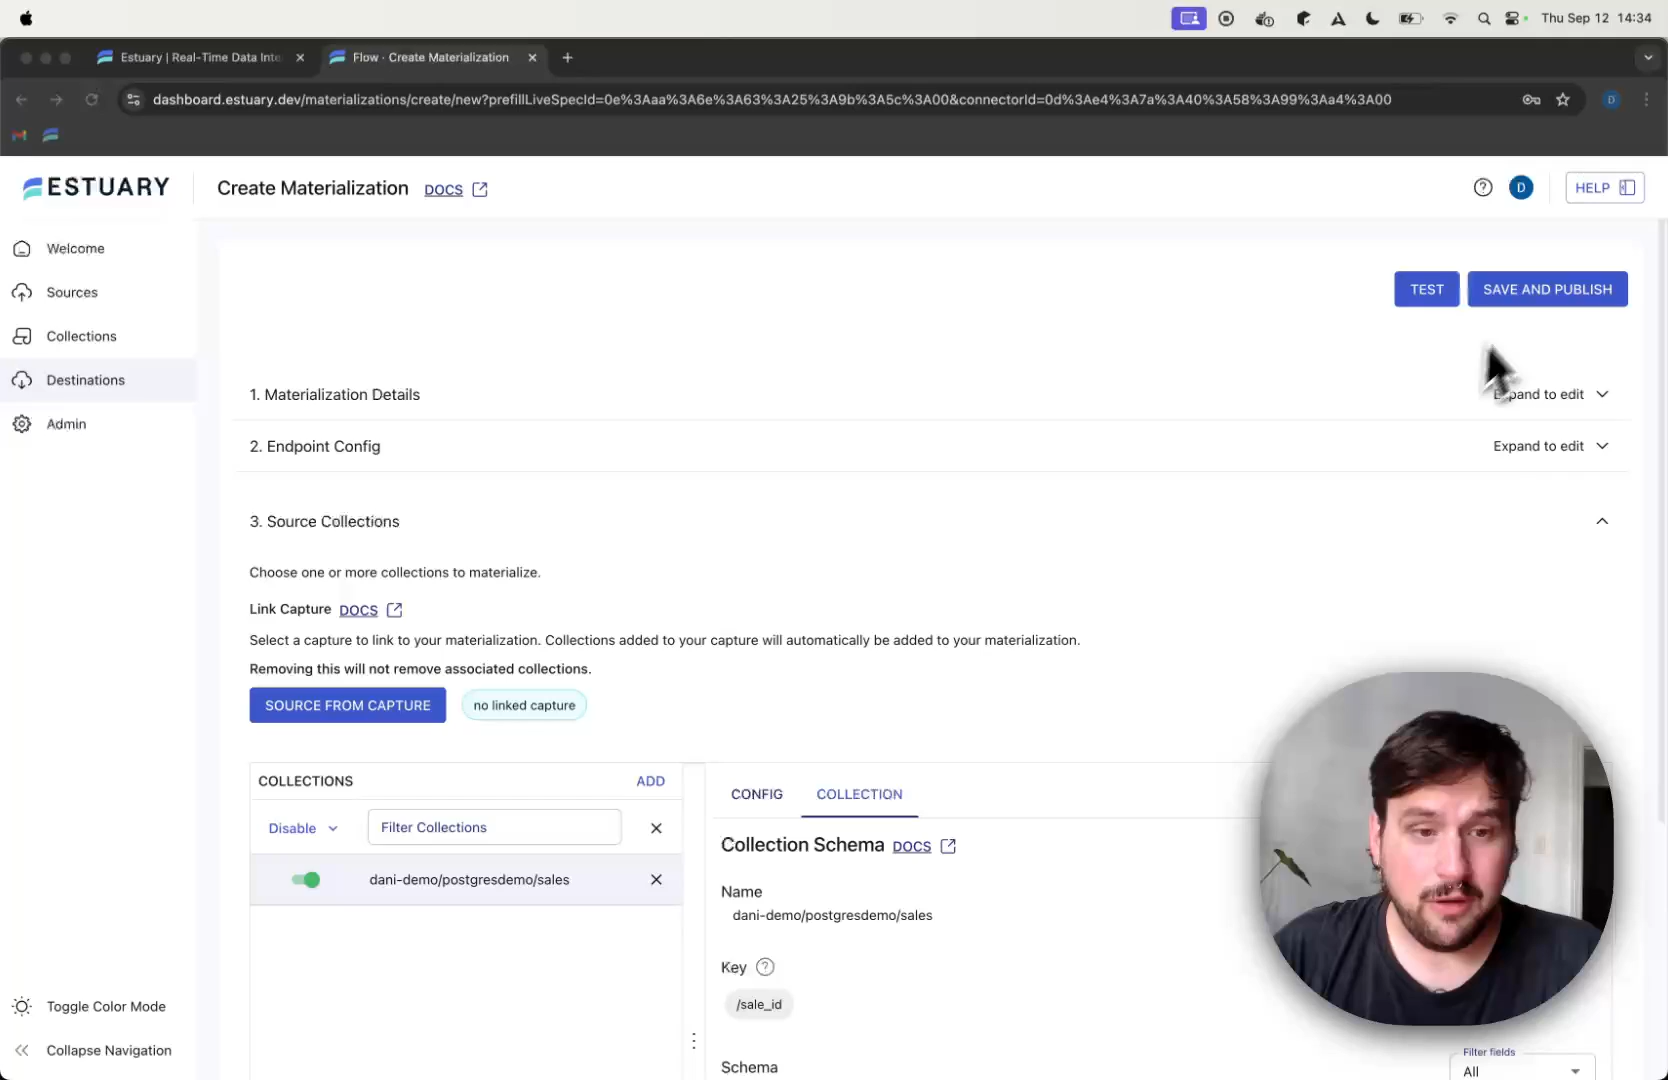 Thu Sep 12 14:34
Estuary | Real-Time Data Inte
Flow · Create Materialization
dashboard.estuary.dev/materializations/create/new?prefillLiveSpecId=0e%3Aaa%3A6e%3A63%3A25%3A9b%3A5c%3A00&connectorId=0d%3Ae4%3A7a%3A40%3A58%3A99%3Aa4%3A00
D
ESTUARY
Create Materialization DOCS
D
HELP
Welcome
Sources
Collections
Destinations
Admin
TEST
SAVE AND PUBLISH
1. Materialization Details
pand to edit
2. Endpoint Config
Expand to edit
3. Source Collections
Choose one or more collections to materialize.
Link Capture DOCS
Select a capture to link to your materialization. Collections added to your capture will automatically be added to your materialization.
Removing this will not remove associated collections.
SOURCE FROM CAPTURE
no linked capture
COLLECTIONS
ADD
Disable
Filter Collections
dani-demo/postgresdemo/sales
CONFIG
COLLECTION
Collection Schema DOCS
Name
dani-demo/postgresdemo/sales
Key
/sale_id
Schema
Filter fields
All
Toggle Color Mode
Collapse Navigation